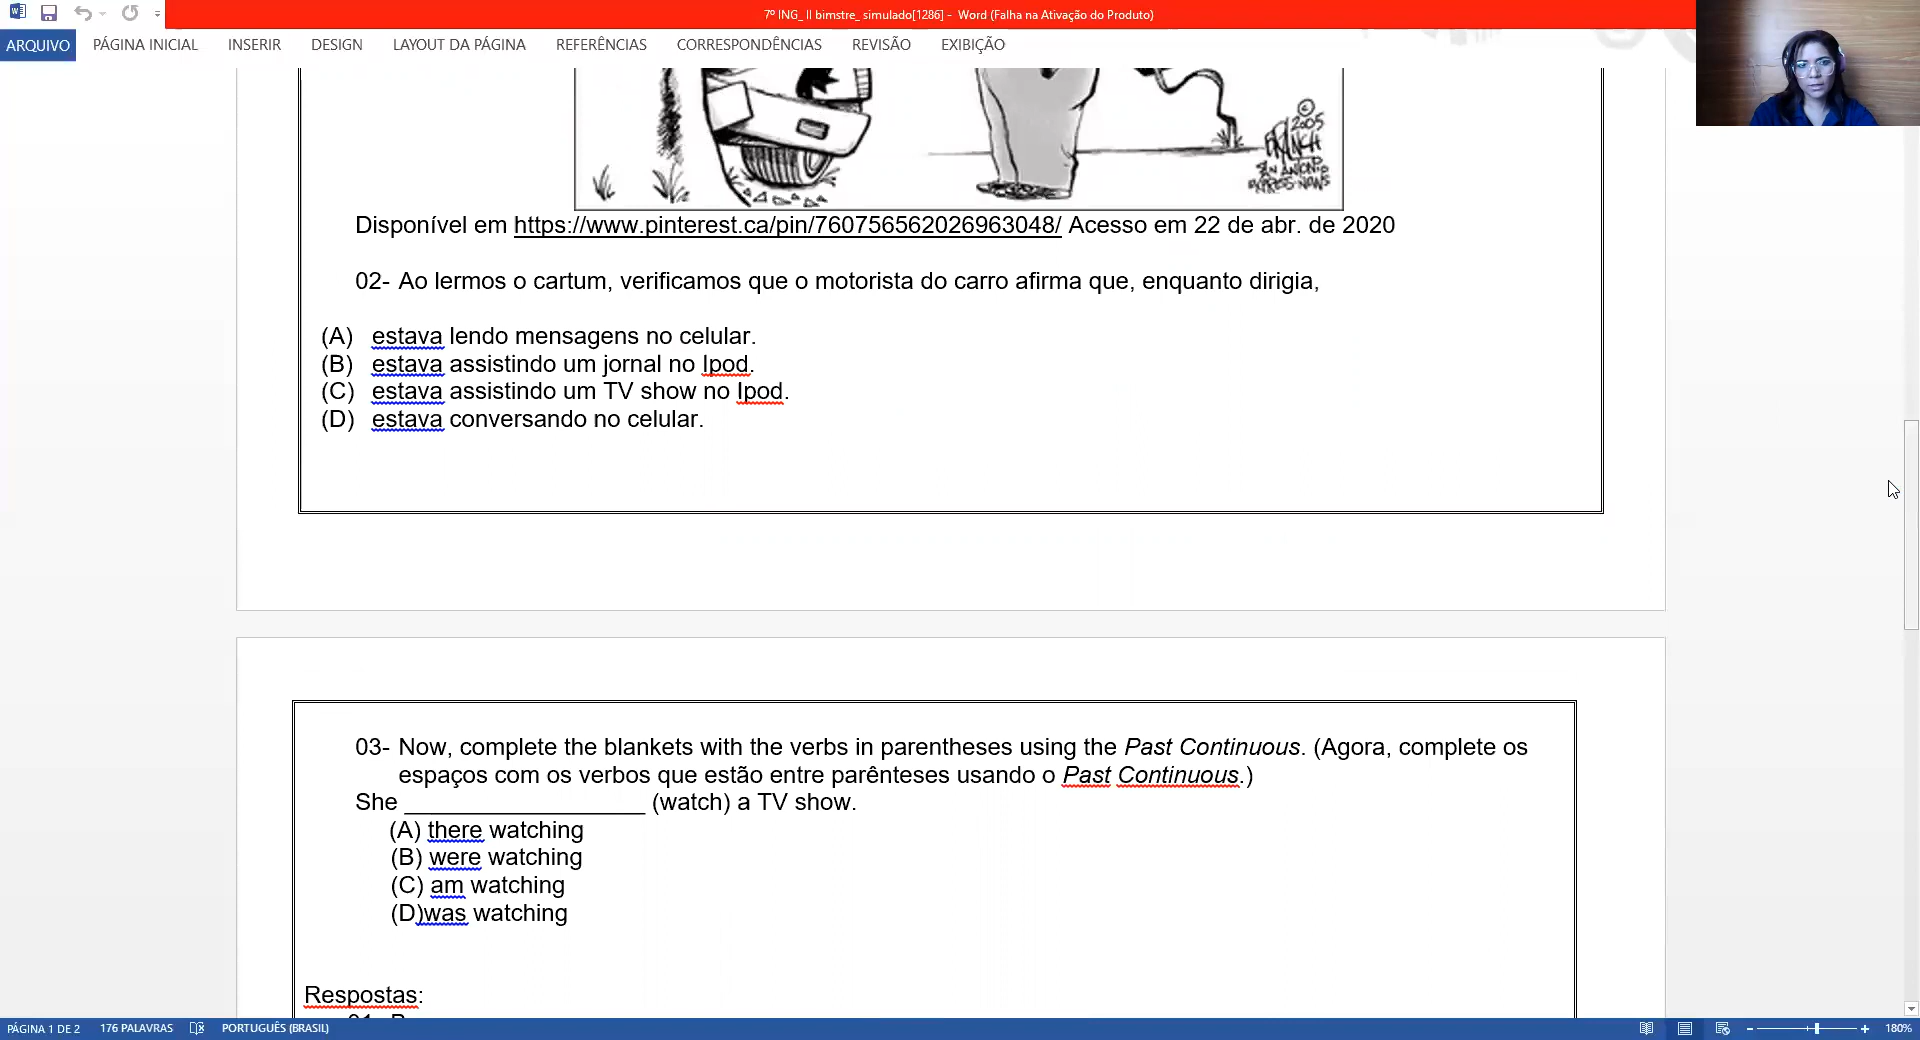 7º ING_ II bimstre_ simulado[1286] - Word (Falha na Ativação do Produto)
ARQUIVO PÁGINA INICIAL INSERIR DESIGN LAYOUT DA PÁGINA REFERÊNCIAS CORRESPONDÊNCIAS REVISÃO EXIBIÇÃO
© 2005
BRANCH
SAN ANTONIO
EXPRESS-NEWS
Disponível em https://www.pinterest.ca/pin/760756562026963048/ Acesso em 22 de abr. de 2020
02- Ao lermos o cartum, verificamos que o motorista do carro afirma que, enquanto dirigia,
(A) estava lendo mensagens no celular.
(B) estava assistindo um jornal no Ipod.
(C) estava assistindo um TV show no Ipod.
(D) estava conversando no celular.
03- Now, complete the blankets with the verbs in parentheses using the Past Continuous. (Agora, complete os
espaços com os verbos que estão entre parênteses usando o Past Continuous.)
She __________________ (watch) a TV show.
(A) there watching
(B) were watching
(C) am watching
(D)was watching
Respostas:
PÁGINA 1 DE 2 176 PALAVRAS PORTUGUÊS (BRASIL) 180%